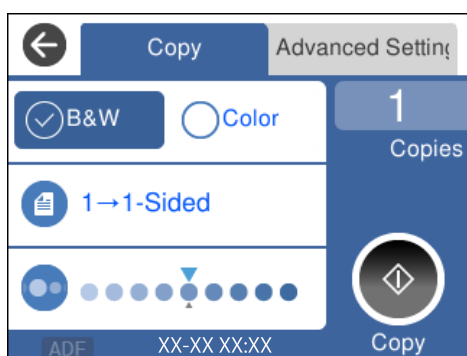 Copy
Advanced Setting
B&W
Color
1
Copies
1→1-Sided
ADF
XX-XX XX:XX
Copy